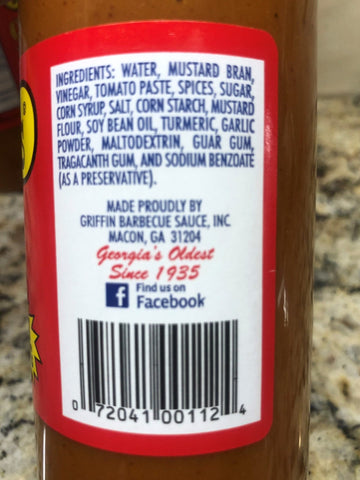 INGREDIENTS: WATER, MUSTARD BRAN,
VINEGAR, TOMATO PASTE, SPICES, SUGAR,
CORN SYRUP, SALT, CORN STARCH, MUSTARD
FLOUR, SOY BEAN OIL, TURMERIC, GARLIC
POWDER, MALTODEXTRIN, GUAR GUM,
TRAGACANTH GUM, AND SODIUM BENZOATE
(AS A PRESERVATIVE).
MADE PROUDLY BY
GRIFFIN BARBECUE SAUCE, INC
MACON, GA 31204
Georgia's Oldest
Since 1935
f Find us on
Facebook
0 72041 00112 4